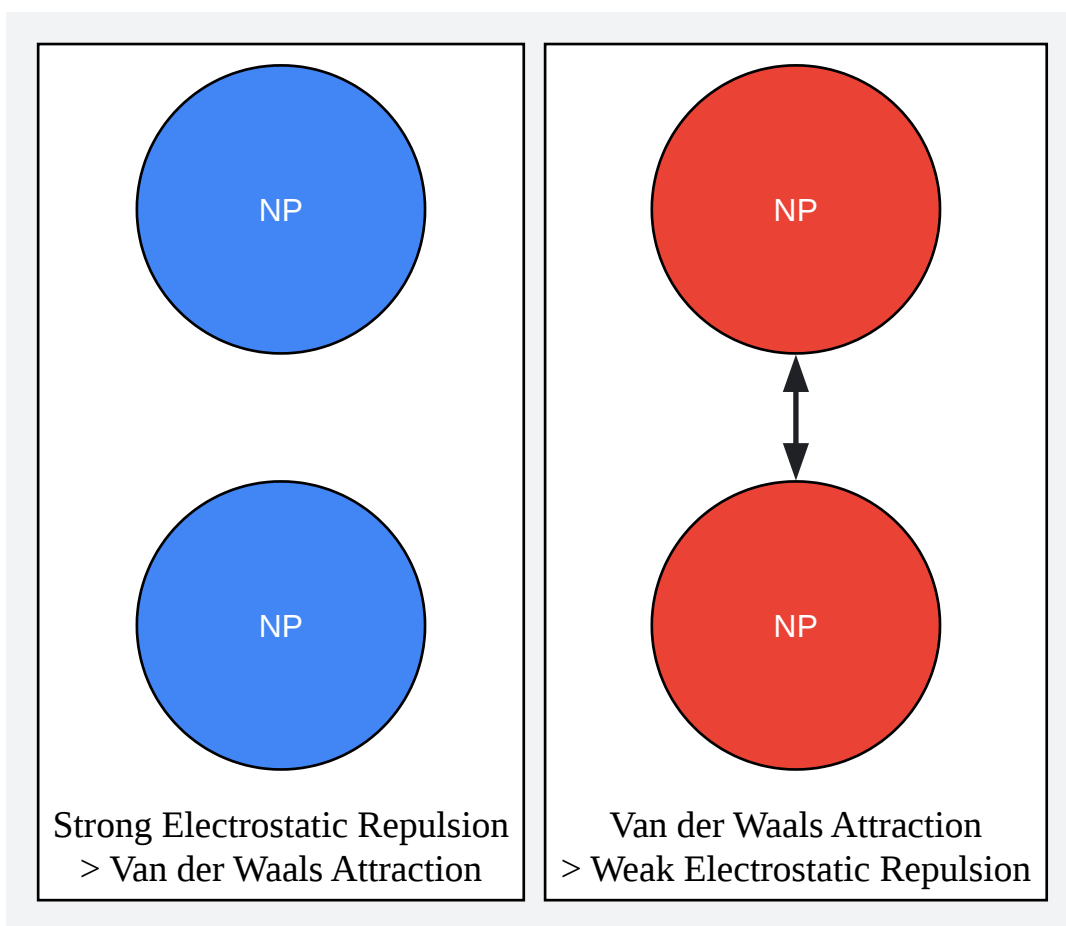 NP
NP
Strong Electrostatic Repulsion
> Van der Waals Attraction
NP
NP
Van der Waals Attraction
> Weak Electrostatic Repulsion